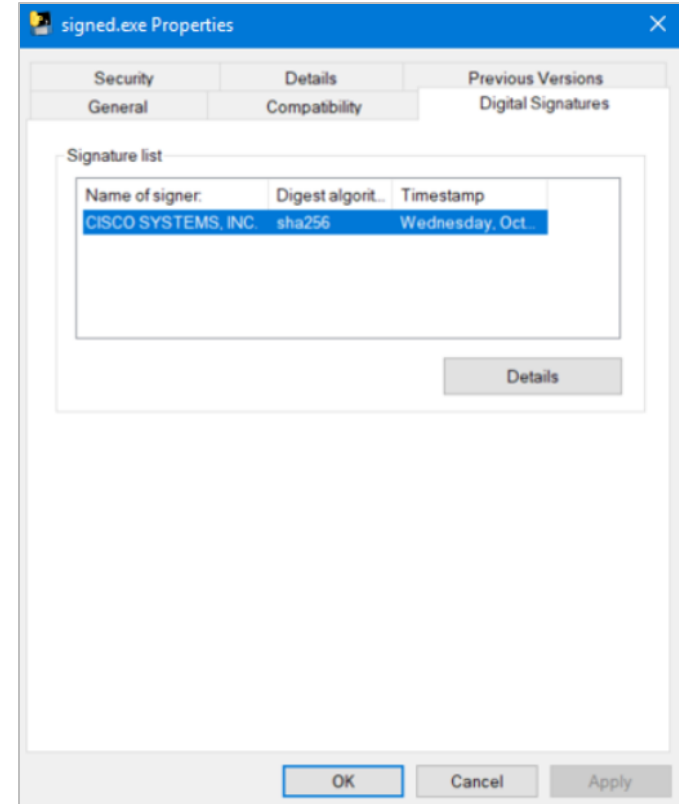 signed.exe Properties
Security Details Previous Versions
General Compatibility Digital Signatures
Signature list
Name of signer: Digest algorit... Timestamp
CISCO SYSTEMS, INC. sha256 Wednesday, Oct...
Details
OK Cancel Apply